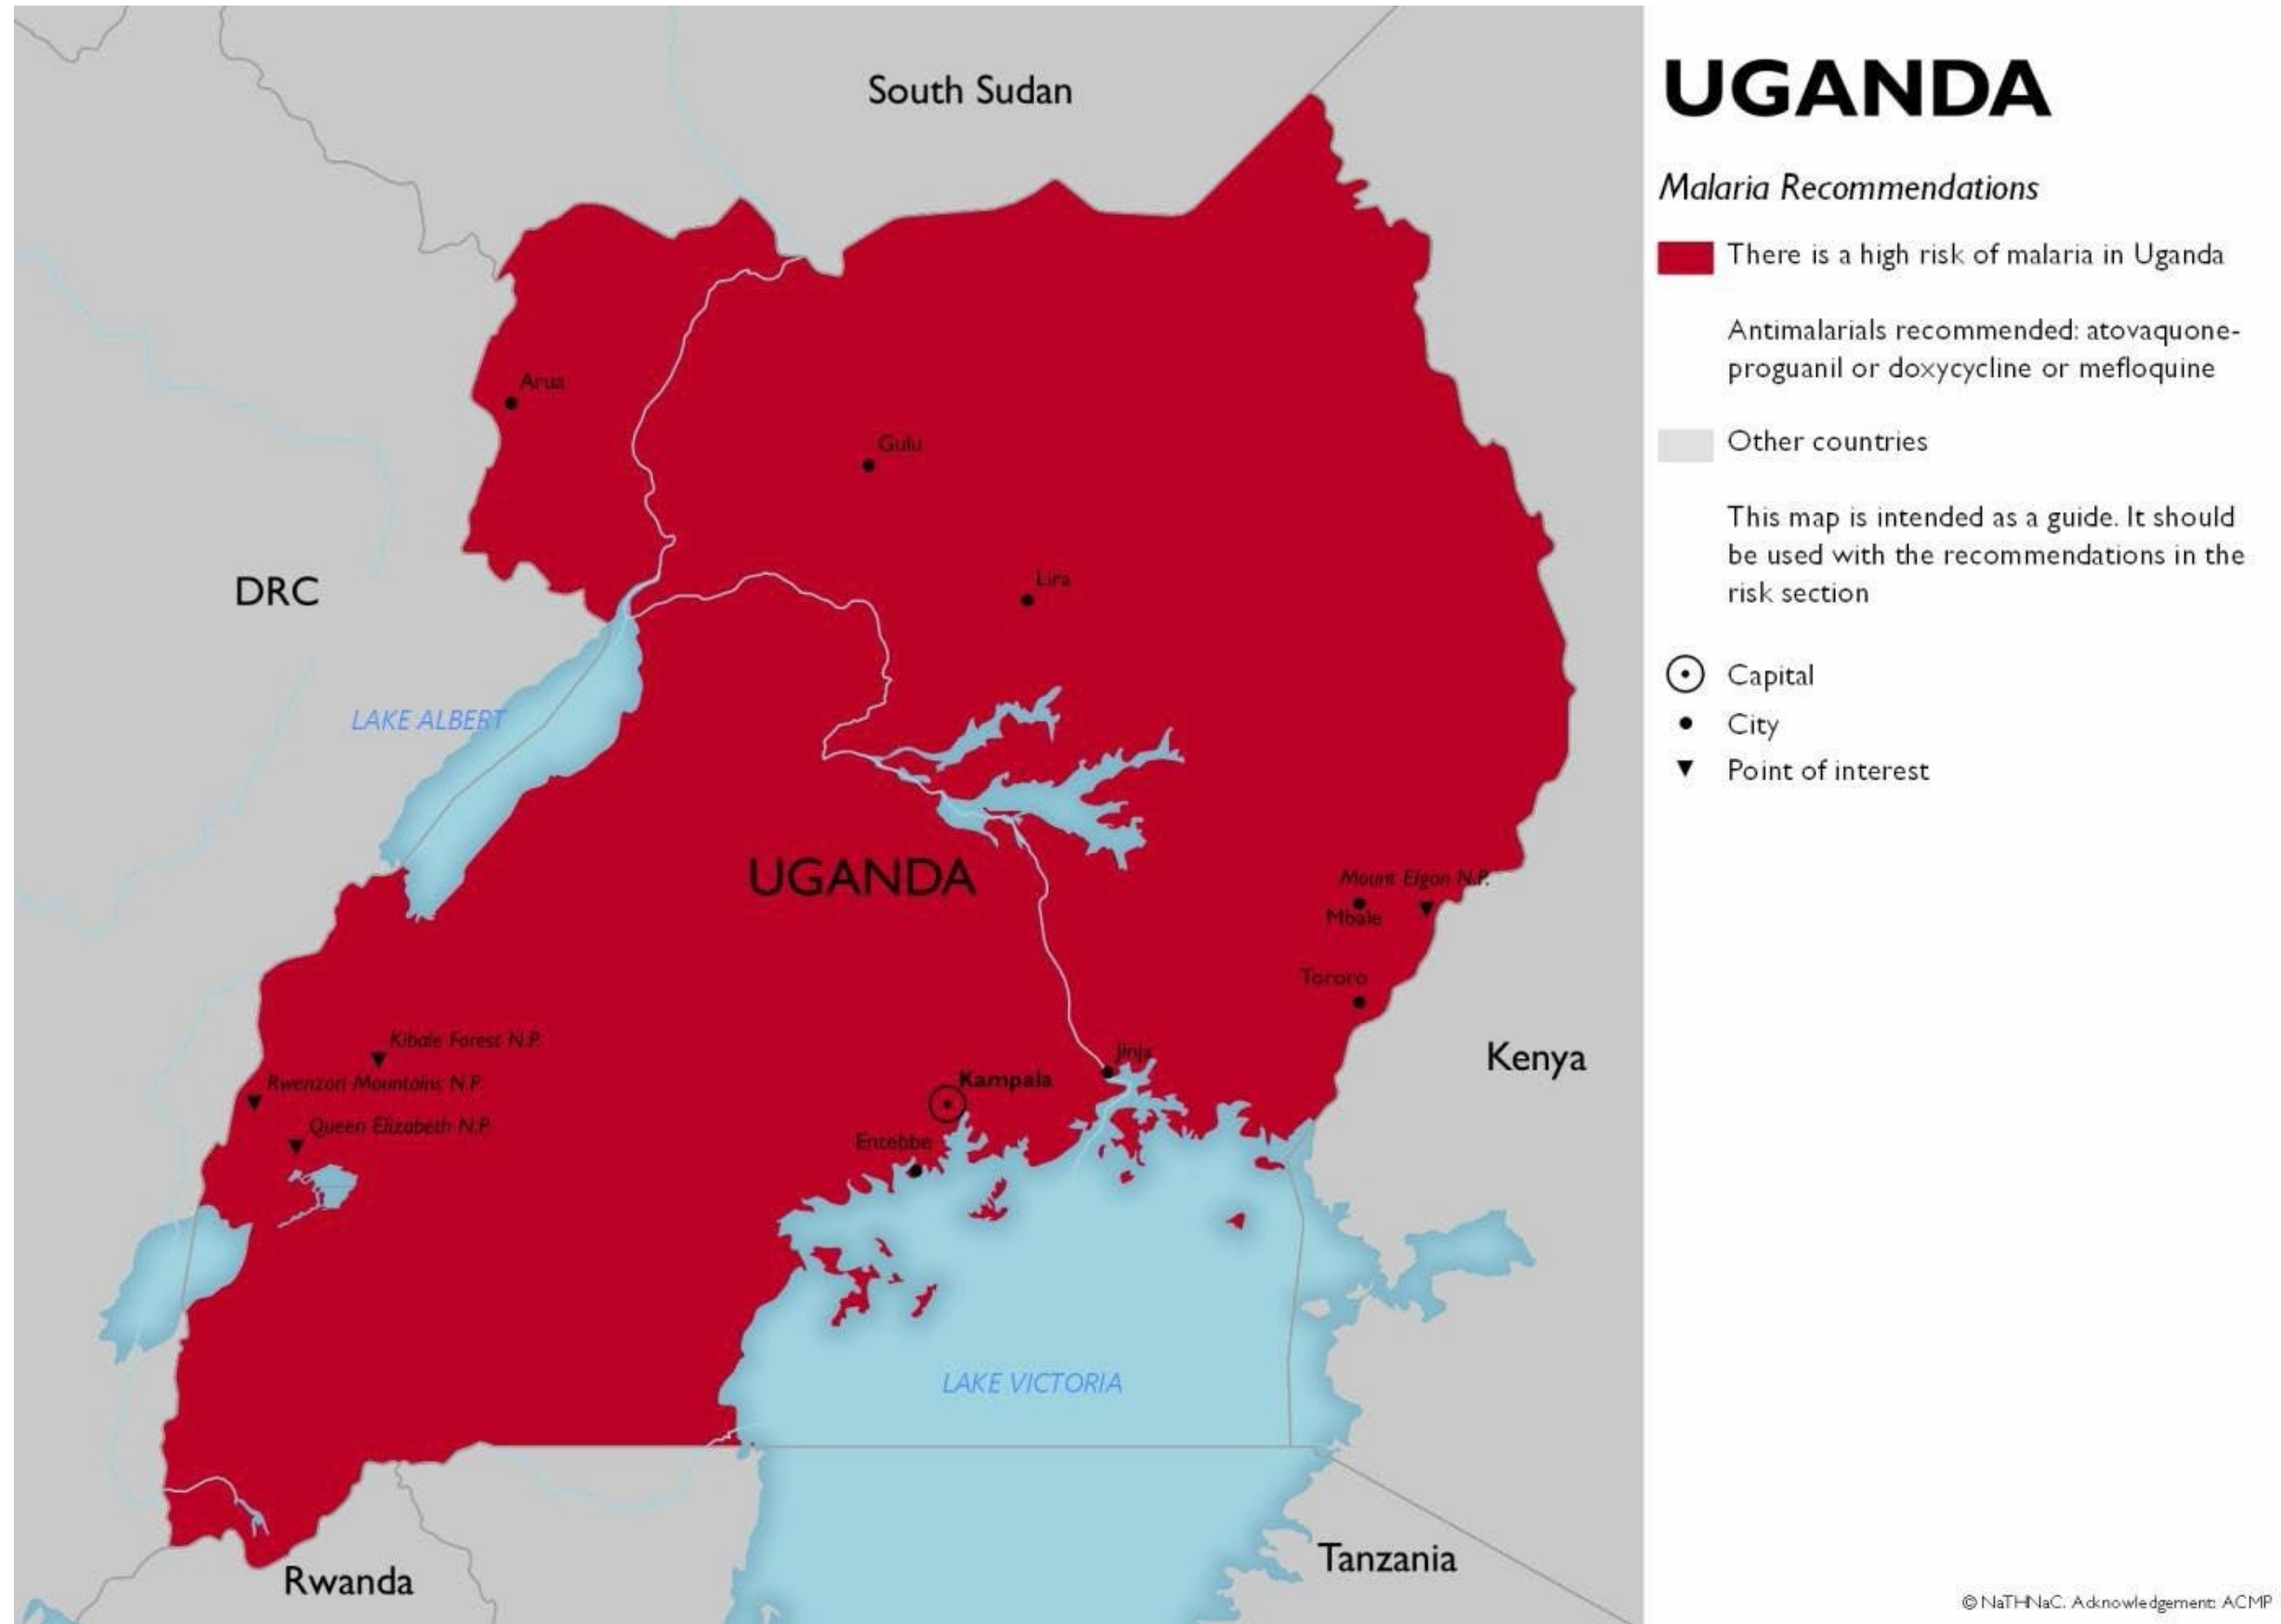 South Sudan
Arua
Gulu
Lira
DRC
LAKE ALBERT
UGANDA
Mount Elgon N.P.
Mbale
Tororo
Kibale Forest N.P.
Rwenzori Mountains N.P.
Queen Elizabeth N.P.
Jinja
Kampala
Entebbe
Kenya
LAKE VICTORIA
Rwanda
Tanzania
UGANDA
Malaria Recommendations
There is a high risk of malaria in Uganda
Antimalarials recommended: atovaquone-
proguanil or doxycycline or mefloquine
Other countries
This map is intended as a guide. It should
be used with the recommendations in the
risk section
Capital
City
Point of interest
© NaTHNaC. Acknowledgement: ACMP